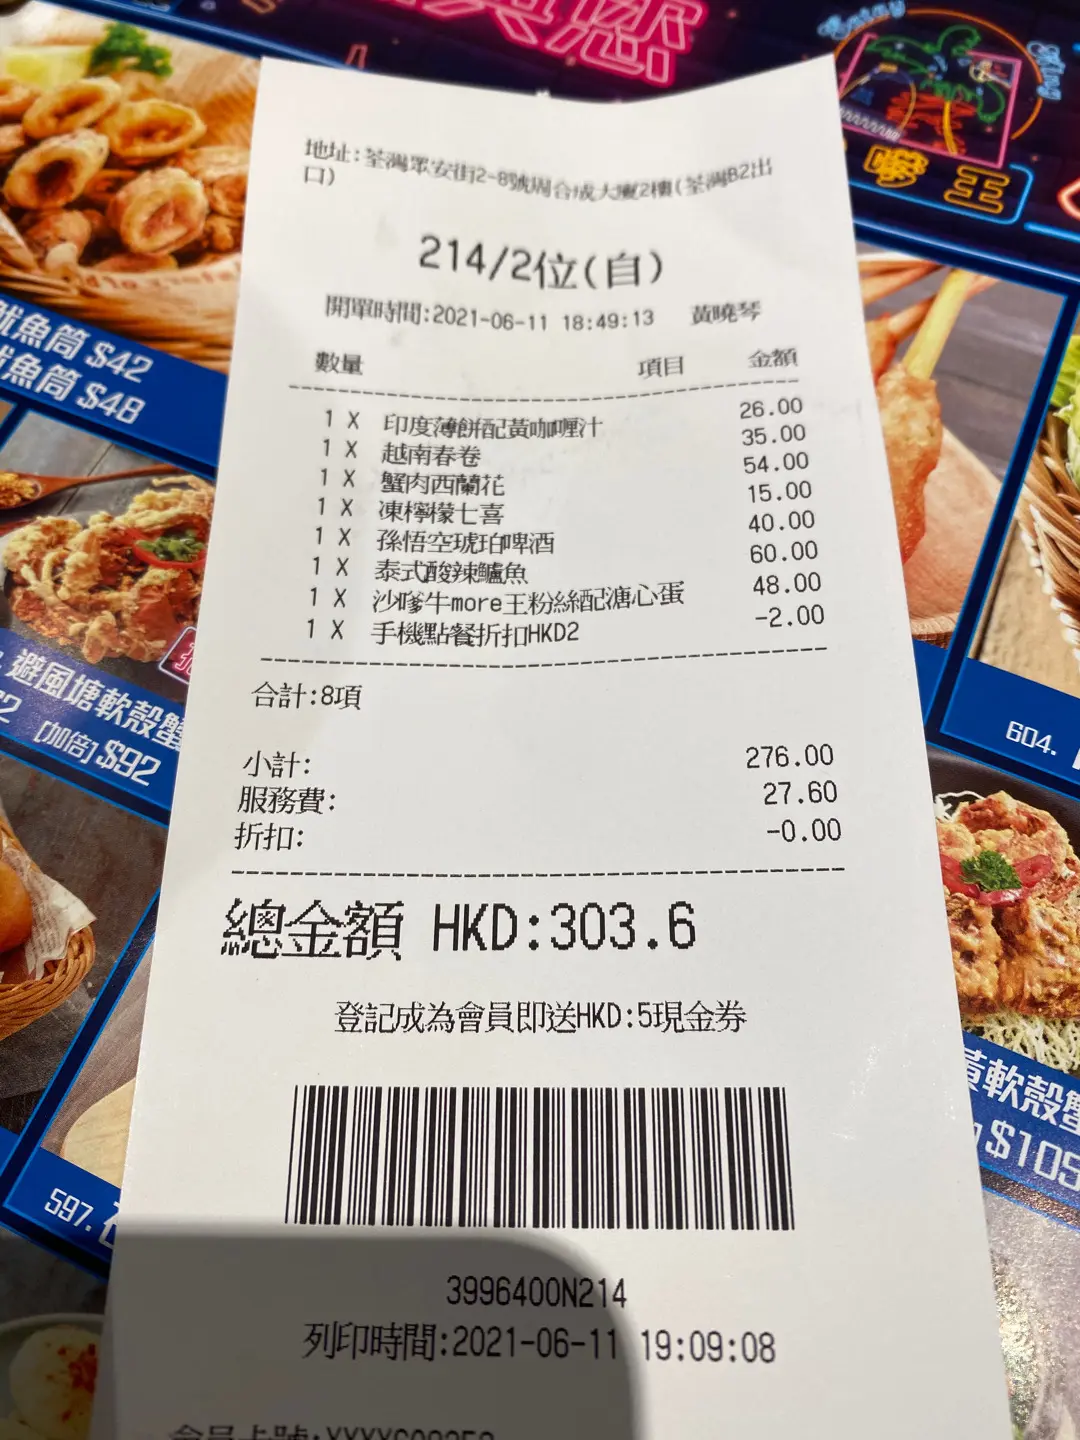 地址:荃灣眾安街2-8號周合成大廈2樓(荃灣B2出
口)
214/2位(自)
開單時間:2021-06-11 18:49:13 黃曉琴
數量 項目 金額
1 X 印度薄餅配黃咖喱汁 26.00
1 X 越南春卷 35.00
1 X 蟹肉西蘭花 54.00
1 X 凍檸檬七喜 15.00
1 X 孫悟空琥珀啤酒 40.00
1 X 泰式酸辣鱸魚 60.00
1 X 沙嗲牛more王粉絲配溏心蛋 48.00
1 X 手機點餐折扣HKD2 -2.00
合計:8項
小計: 276.00
服務費: 27.60
折扣: -0.00
總金額 HKD:303.6
登記成為會員即送HKD:5現金券
3996400N214
列印時間:2021-06-11 19:09:08
魷魚筒 $42
魷魚筒 $48
避風塘軟殼蟹
[加倍] $92
597.
604.
黃軟殼蟹
$105
王
Enjoy